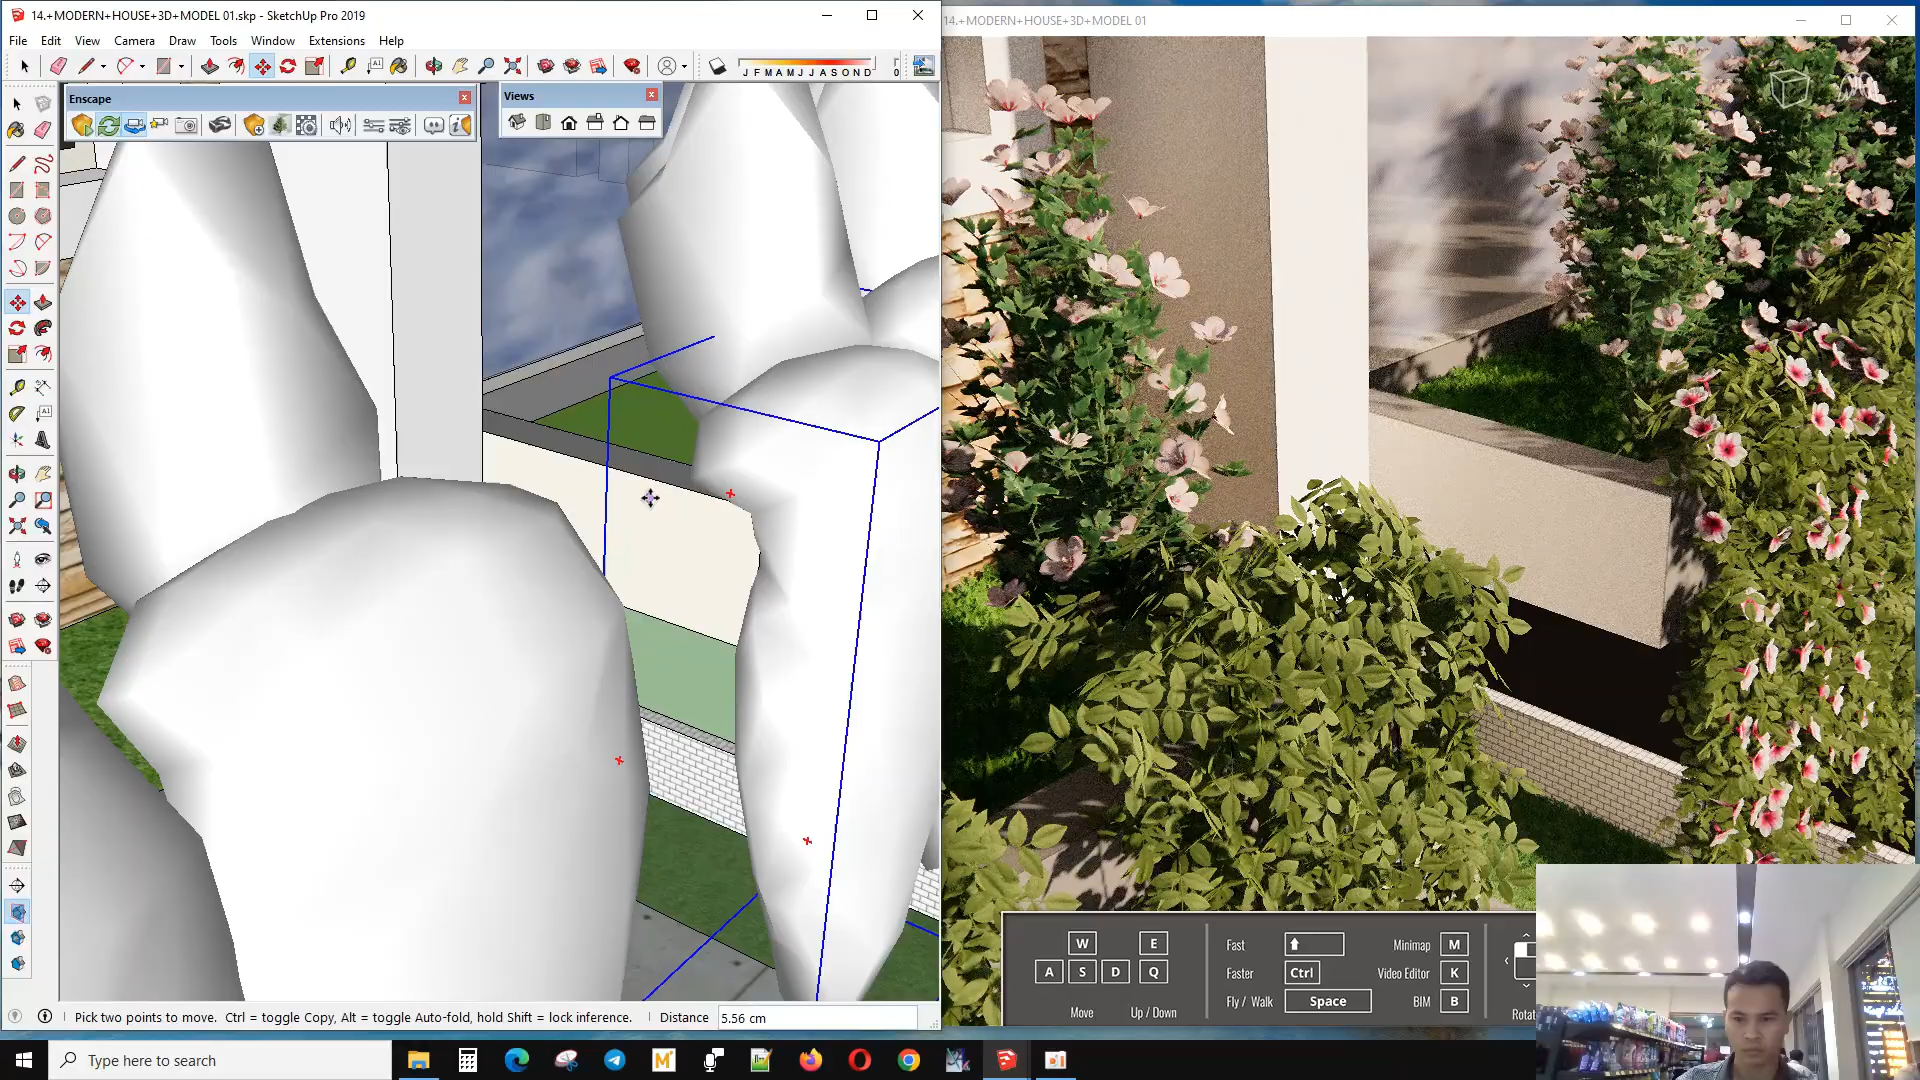 14.+MODERN+HOUSE+3D+MODEL 01.skp - SketchUp Pro 2019
14.+MODERN+HOUSE+3D+MODEL 01
File Edit View Camera Draw Tools Window Extensions Help
J F M A M J J A S O N D
Enscape
Views
W E
A S D Q
Move Up / Down
Fast
Faster Ctrl
Fly / Walk Space
Minimap M
Video Editor K
BIM B
Pick two points to move. Ctrl = toggle Copy, Alt = toggle Auto-fold, hold Shift = lock inference. Distance 5.56 cm
Type here to search